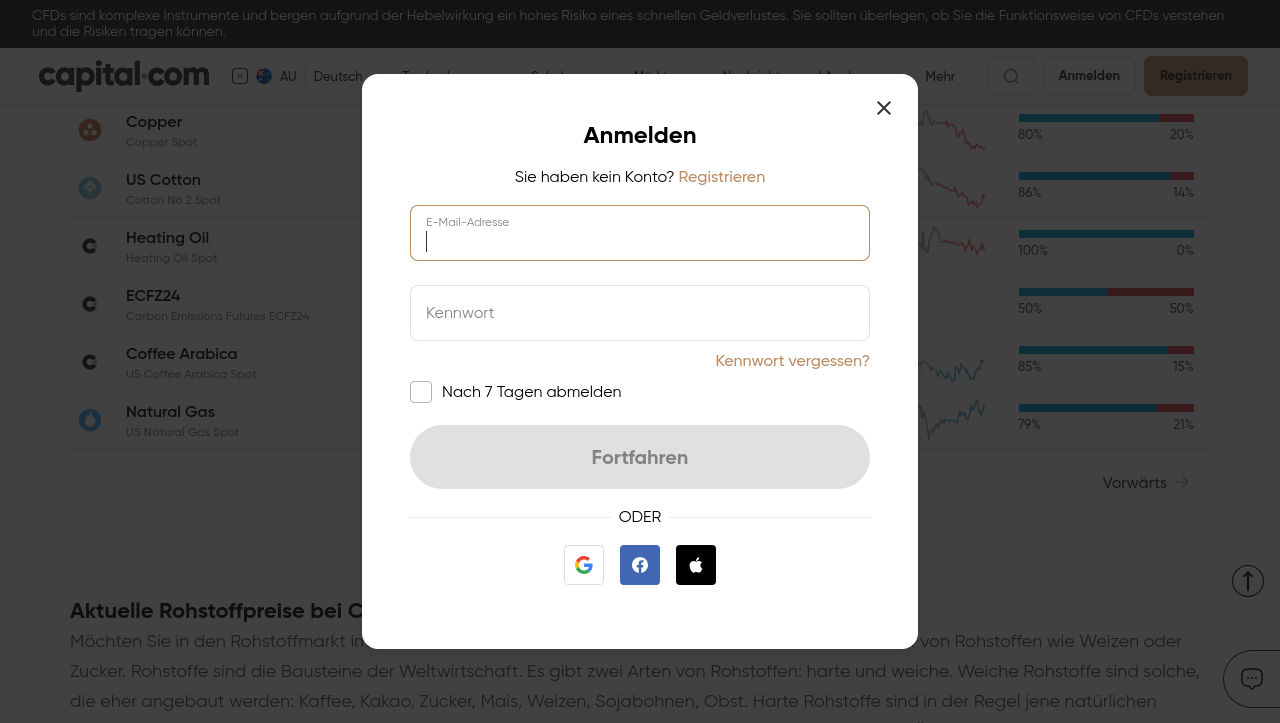 CFDs sind komplexe Instrumente und bergen aufgrund der Hebelwirkung ein hohes Risiko eines schnellen Geldverlustes. Sie sollten überlegen, ob Sie die Funktionsweise von CFDs verstehen
und die Risiken tragen können.
capital.com
AU
Deutsch
Mehr
Anmelden
Registrieren
Copper
Copper Spot
80%
20%
US Cotton
Cotton No 2 Spot
86%
14%
Heating Oil
Heating Oil Spot
100%
0%
ECFZ24
Carbon Emissions Futures ECFZ24
50%
50%
Coffee Arabica
US Coffee Arabica Spot
85%
15%
Natural Gas
US Natural Gas Spot
79%
21%
Vorwärts
Anmelden
Sie haben kein Konto? Registrieren
E-Mail-Adresse
Kennwort
Kennwort vergessen?
Nach 7 Tagen abmelden
Fortfahren
ODER
Aktuelle Rohstoffpreise bei
Möchten Sie in den Rohstoffmarkt von Rohstoffen wie Weizen oder
Zucker. Rohstoffe sind die Bausteine der Weltwirtschaft. Es gibt zwei Arten von Rohstoffen: harte und weiche. Weiche Rohstoffe sind solche,
die eher angebaut werden: Kaffee, Kakao, Zucker, Mais, Weizen, Sojabohnen, Obst. Harte Rohstoffe sind in der Regel jene natürlichen